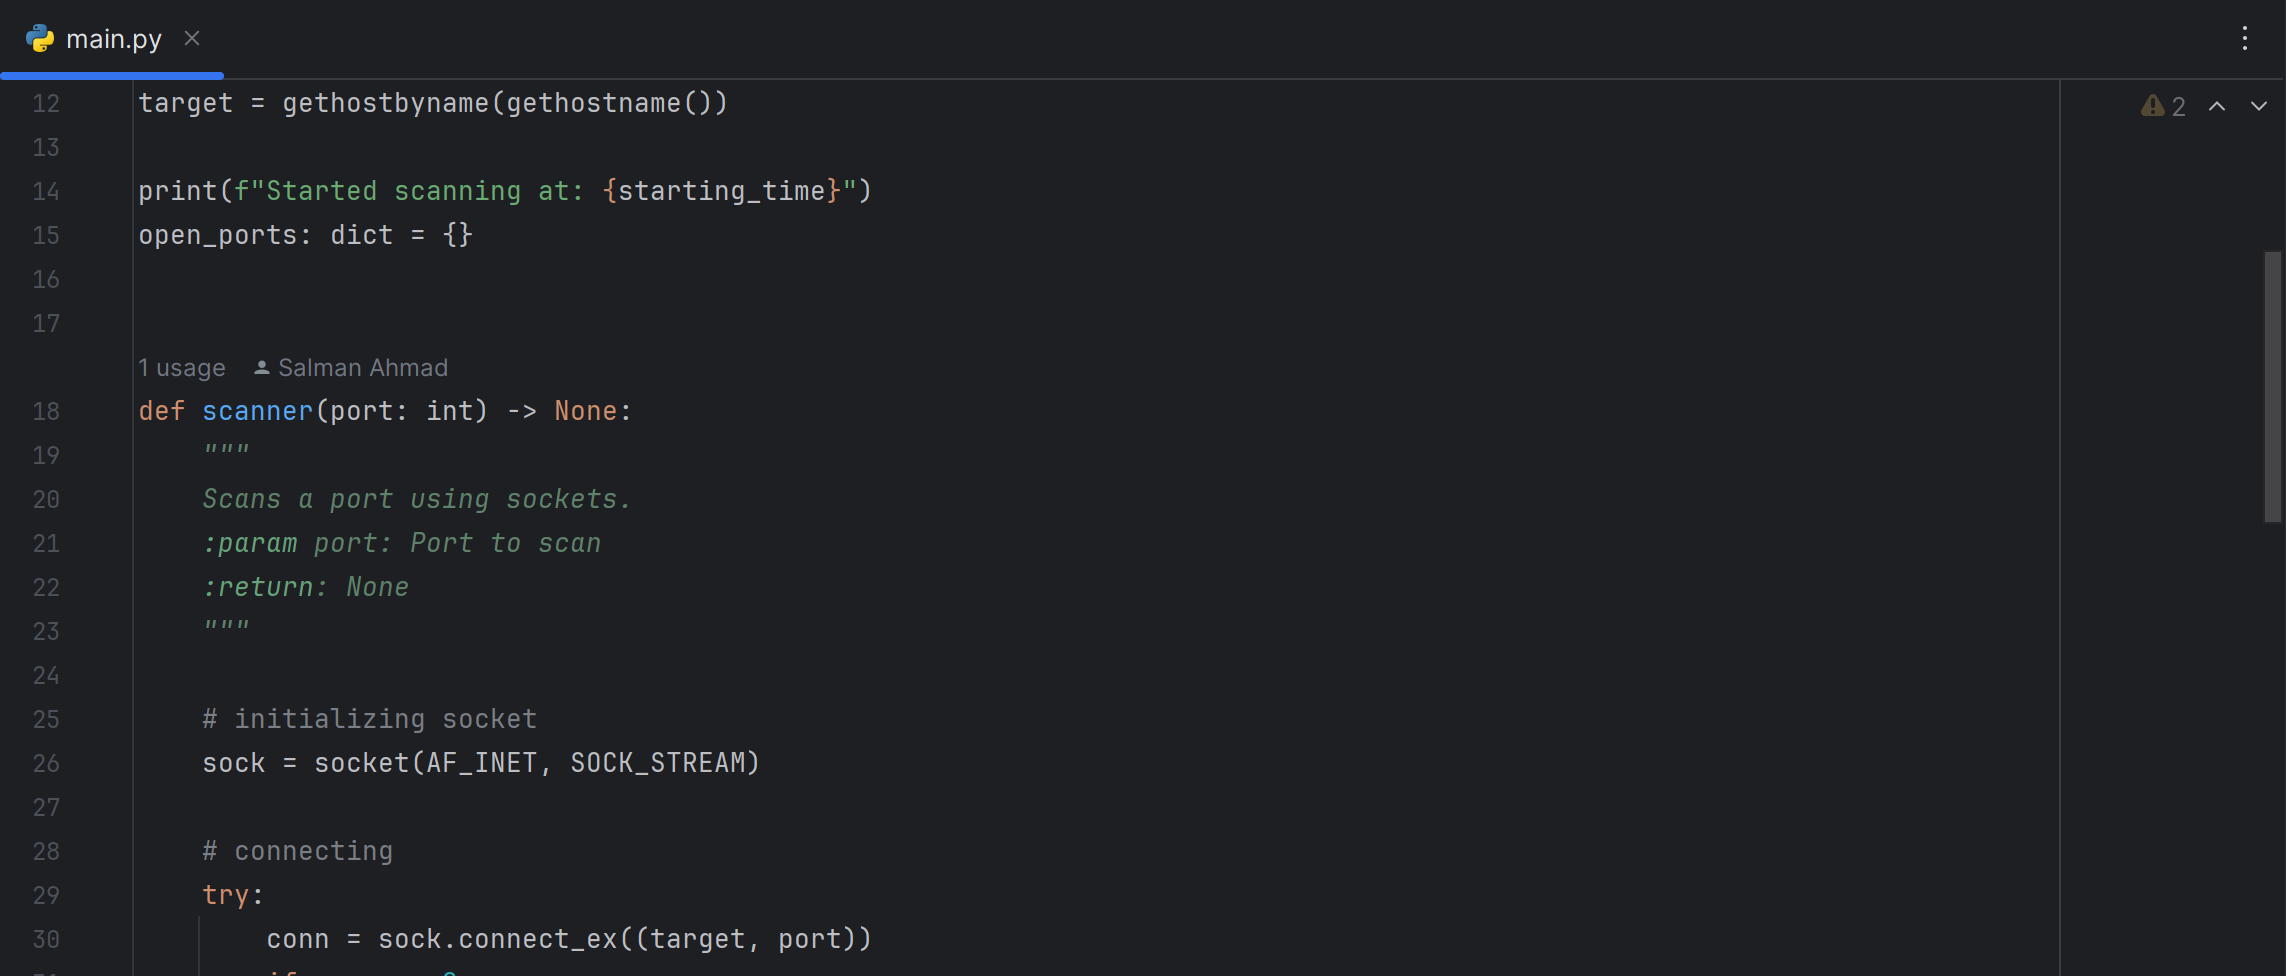 main.py
2
12 target = gethostbyname(gethostname())
13
14 print(f"Started scanning at: {starting_time}")
15 open_ports: dict = {}
16
17
1 usage Salman Ahmad
18 def scanner(port: int) -> None:
19     """
20     Scans a port using sockets.
21     :param port: Port to scan
22     :return: None
23     """
24
25     # initializing socket
26     sock = socket(AF_INET, SOCK_STREAM)
27
28     # connecting
29     try:
30         conn = sock.connect_ex((target, port))